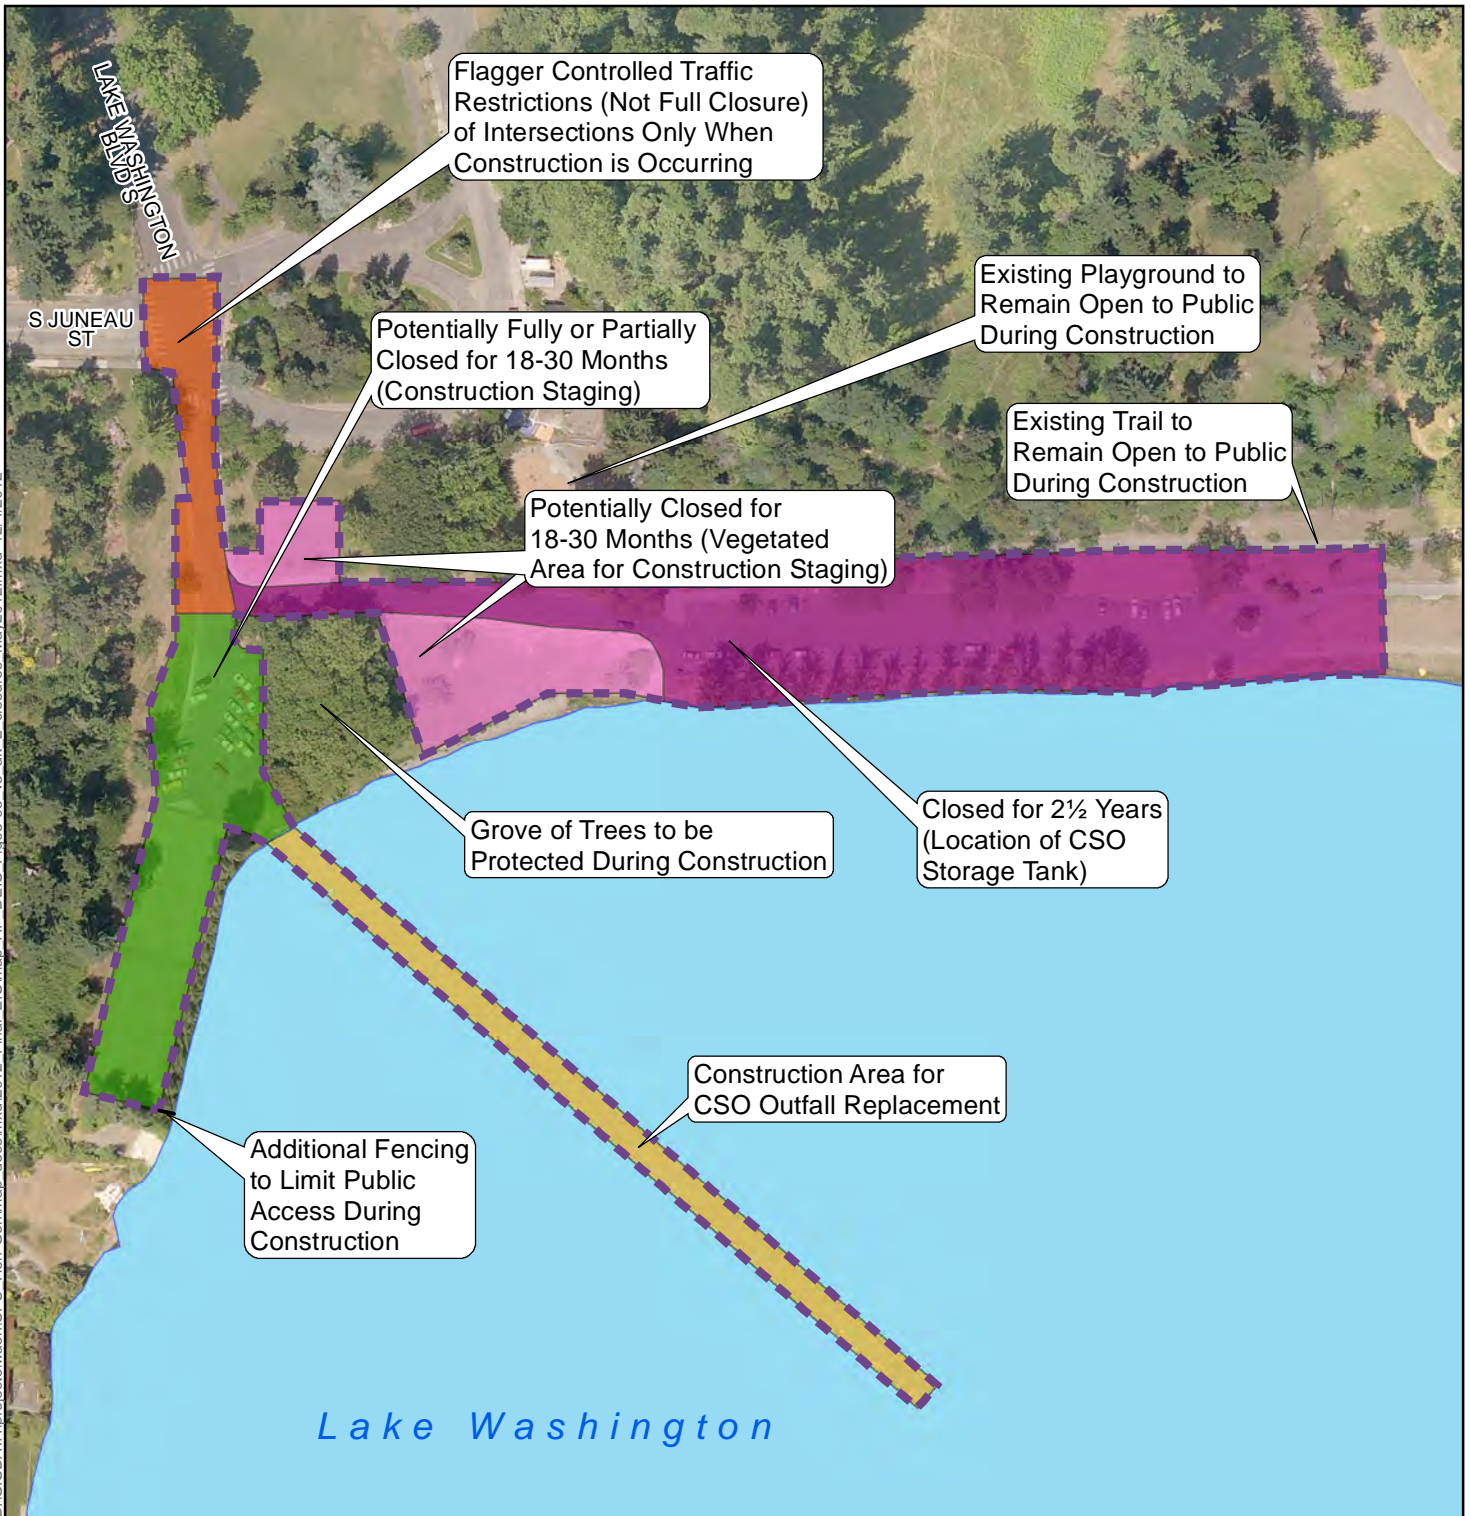 LAKE WASHINGTON
BLVD S
Flagger Controlled Traffic
Restrictions (Not Full Closure)
of Intersections Only When
Construction is Occurring
S JUNEAU
ST
Potentially Fully or Partially
Closed for 18-30 Months
(Construction Staging)
Existing Playground to
Remain Open to Public
During Construction
Existing Trail to
Remain Open to Public
During Construction
Potentially Closed for
18-30 Months (Vegetated
Area for Construction Staging)
Grove of Trees to be
Protected During Construction
Closed for 2½ Years
(Location of CSO
Storage Tank)
Construction Area for
CSO Outfall Replacement
Additional Fencing
to Limit Public
Access During
Construction
Lake Washington